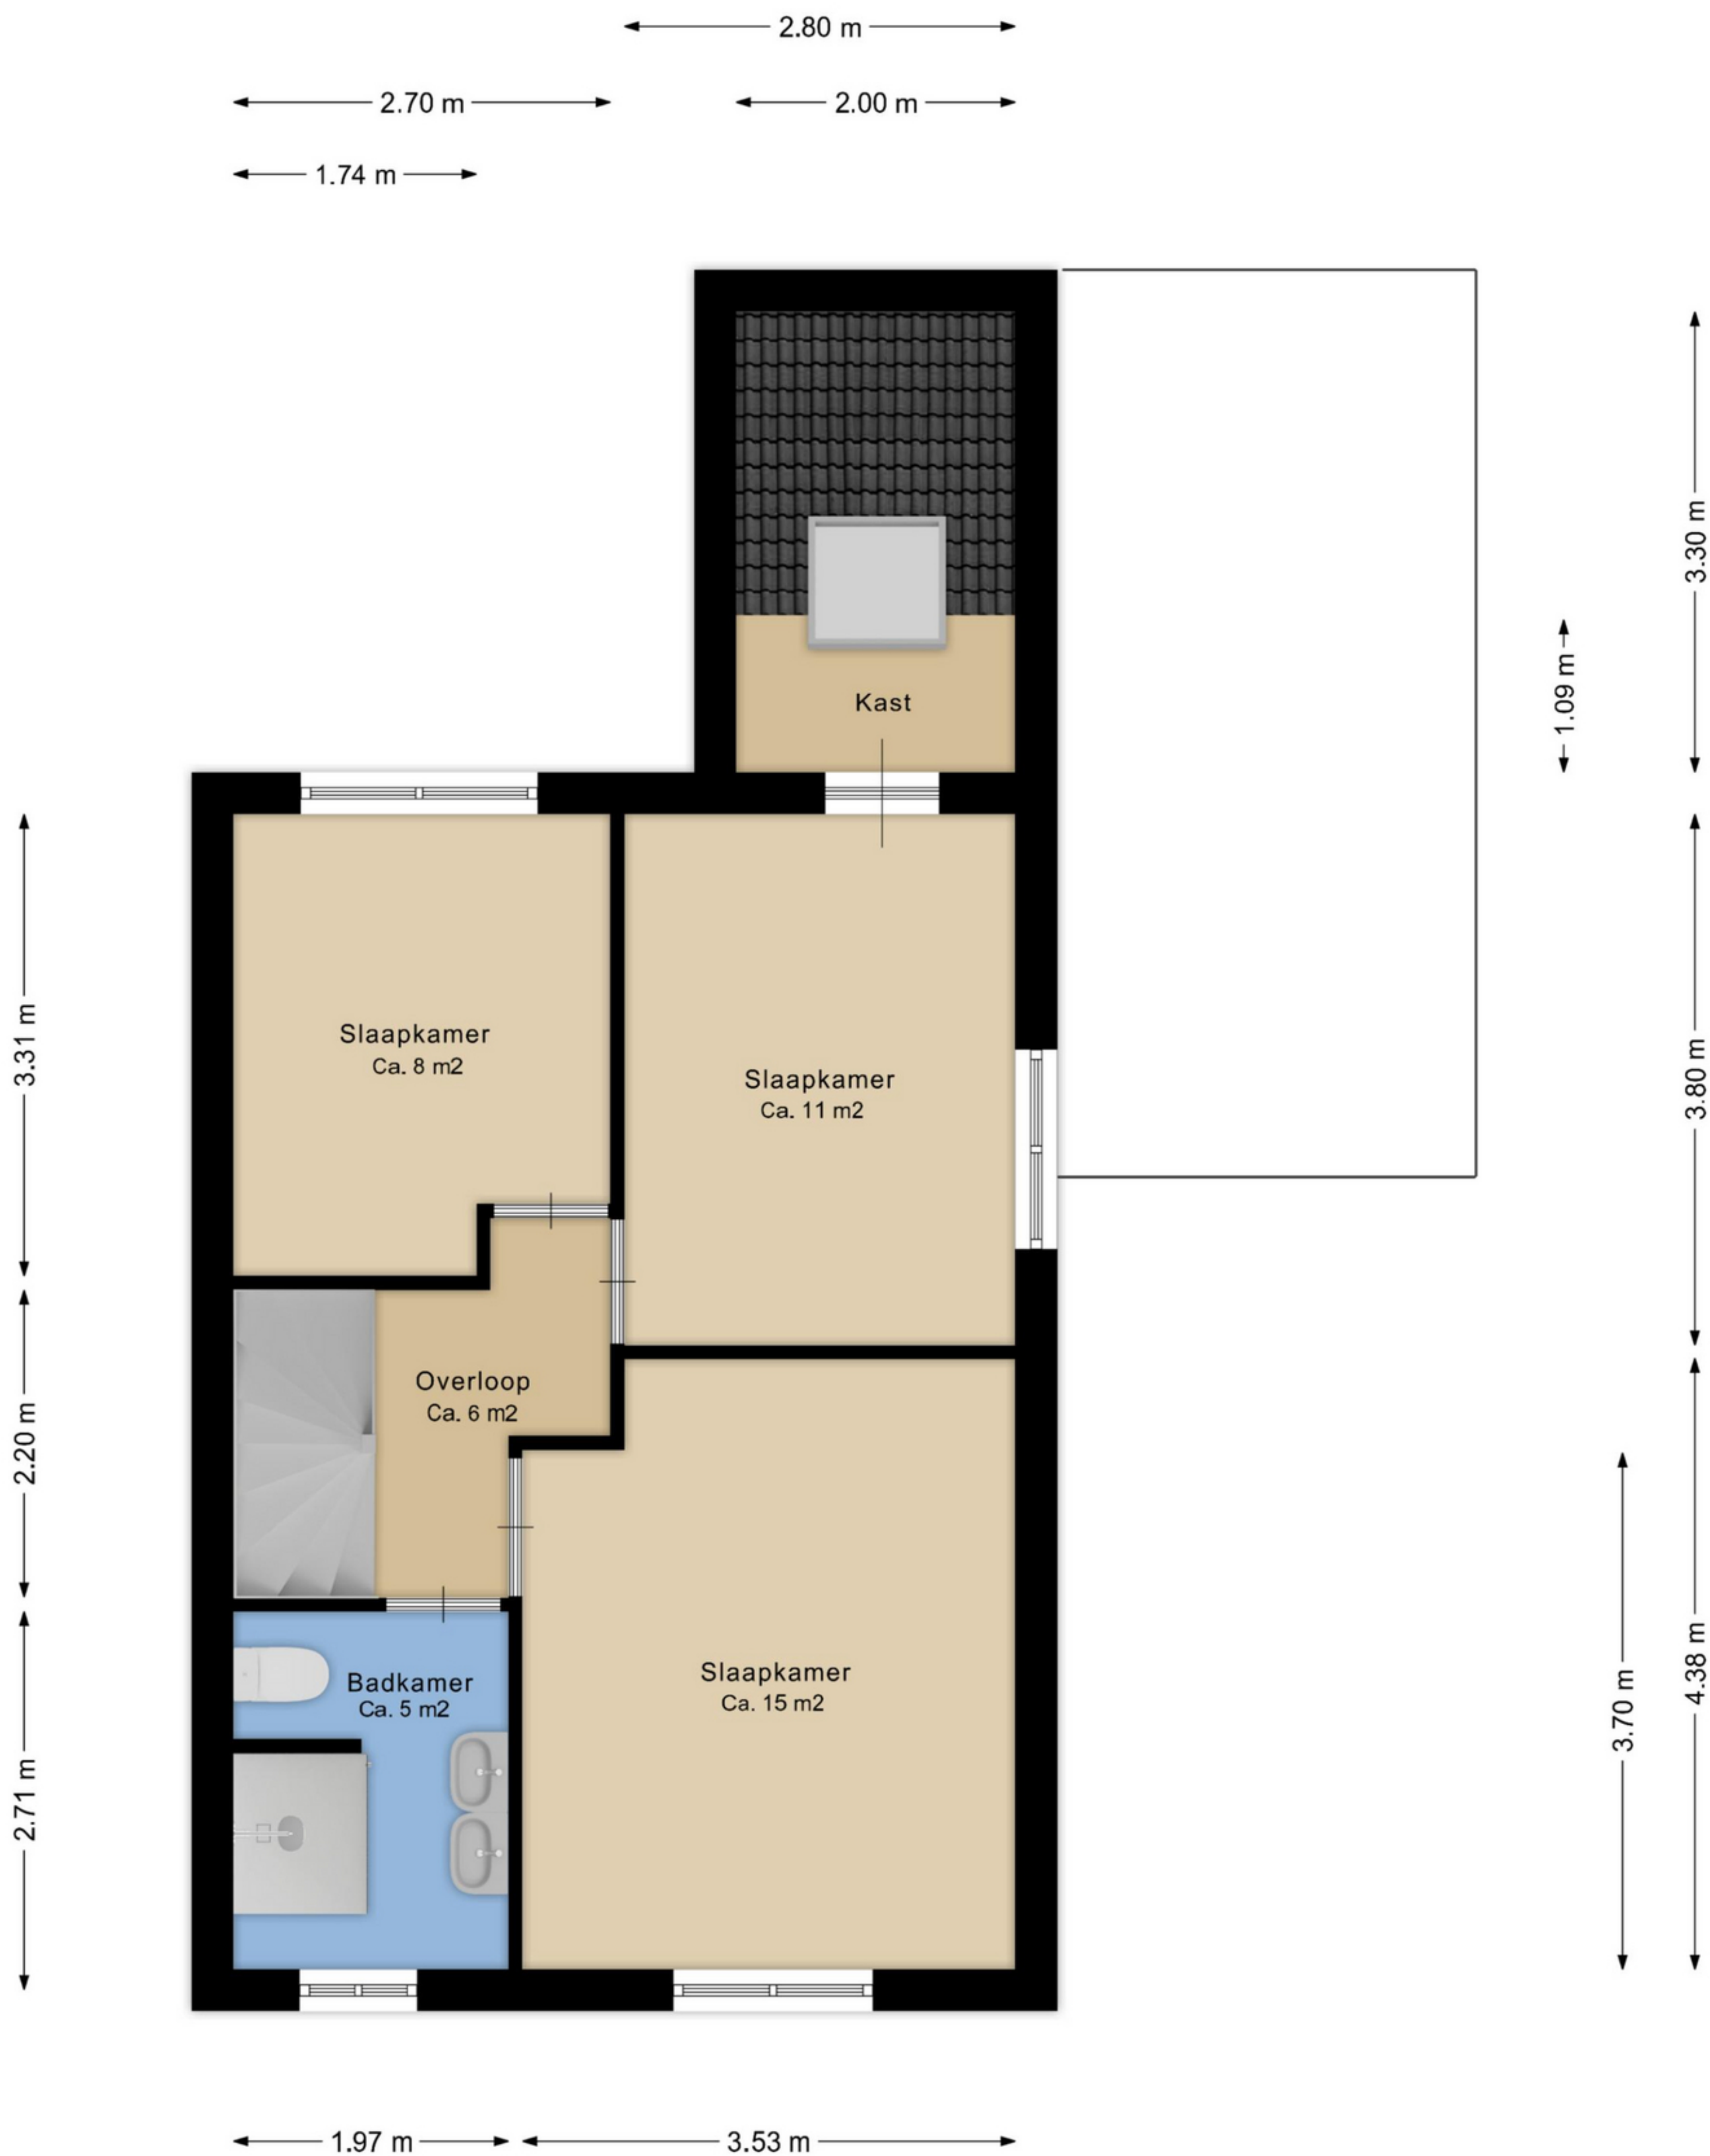 2.80 m
2.70 m
2.00 m
1.74 m
3.30 m
1.09 m
Kast
3.31 m
Slaapkamer
Ca. 8 m2
Slaapkamer
Ca. 11 m2
3.80 m
2.20 m
Overloop
Ca. 6 m2
2.71 m
Badkamer
Ca. 5 m2
Slaapkamer
Ca. 15 m2
3.70 m
4.38 m
1.97 m
3.53 m